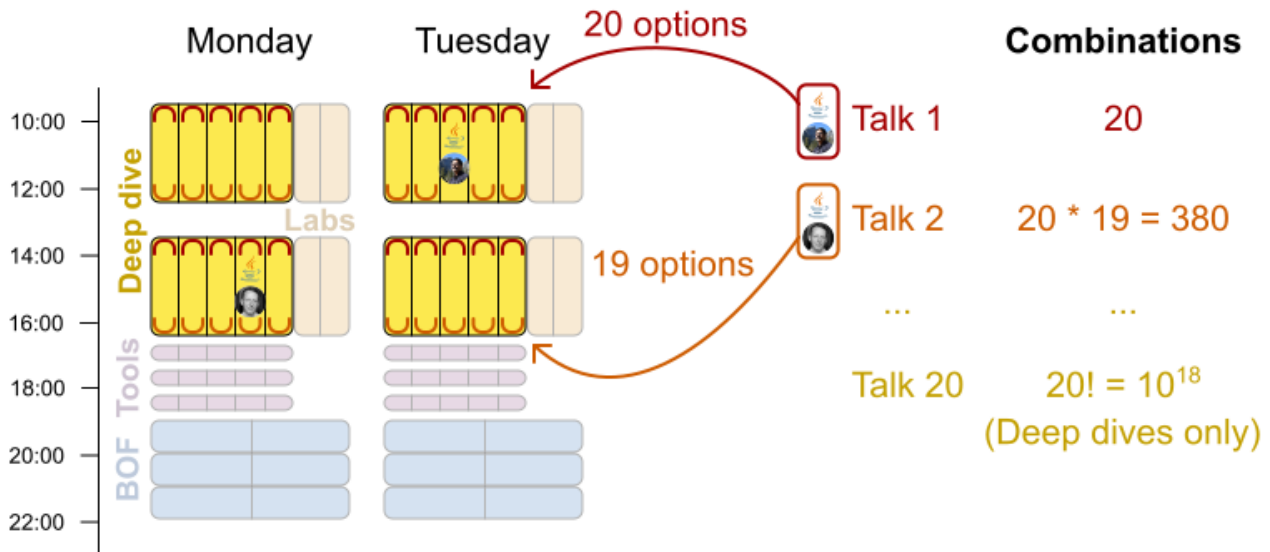 Monday
Tuesday
20 options
Combinations
10:00
12:00
14:00
16:00
18:00
20:00
22:00
Deep dive
Labs
Tools
BOF
19 options
Talk 1
20
Talk 2
20 * 19 = 380
...
...
Talk 20
20! = 10¹⁸
(Deep dives only)